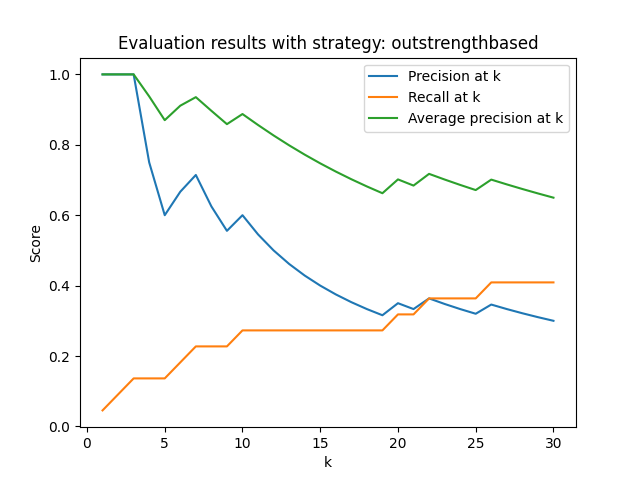 Evaluation results with strategy: outstrengthbased
Precision at k
Recall at k
Average precision at k
Score
1.0
0.8
0.6
0.4
0.2
0.0
0 5 10 15 20 25 30
k